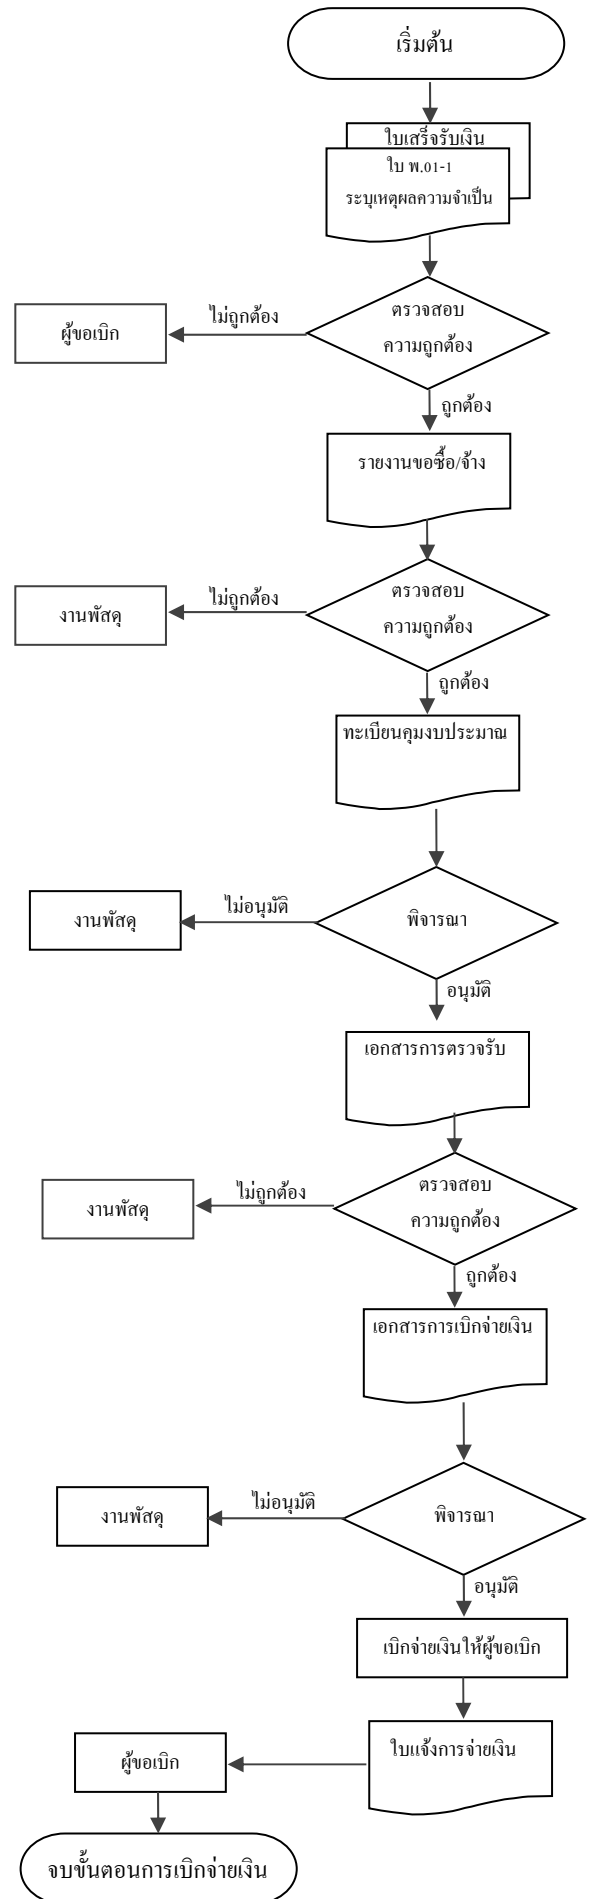 เริ่มต้น
ใบเสร็จรับเงิน
ใบ พ.01-1
ระบุเหตุผลความจำเป็น
ตรวจสอบ
ความถูกต้อง
ไม่ถูกต้อง
ผู้ขอเบิก
ถูกต้อง
รายงานขอซื้อ/จ้าง
ตรวจสอบ
ความถูกต้อง
ไม่ถูกต้อง
งานพัสดุ
ถูกต้อง
ทะเบียนคุมงบประมาณ
พิจารณา
ไม่อนุมัติ
งานพัสดุ
อนุมัติ
เอกสารการตรวจรับ
ตรวจสอบ
ความถูกต้อง
ไม่ถูกต้อง
งานพัสดุ
ถูกต้อง
เอกสารการเบิกจ่ายเงิน
พิจารณา
ไม่อนุมัติ
งานพัสดุ
อนุมัติ
เบิกจ่ายเงินให้ผู้ขอเบิก
ใบแจ้งการจ่ายเงิน
ผู้ขอเบิก
จบขั้นตอนการเบิกจ่ายเงิน